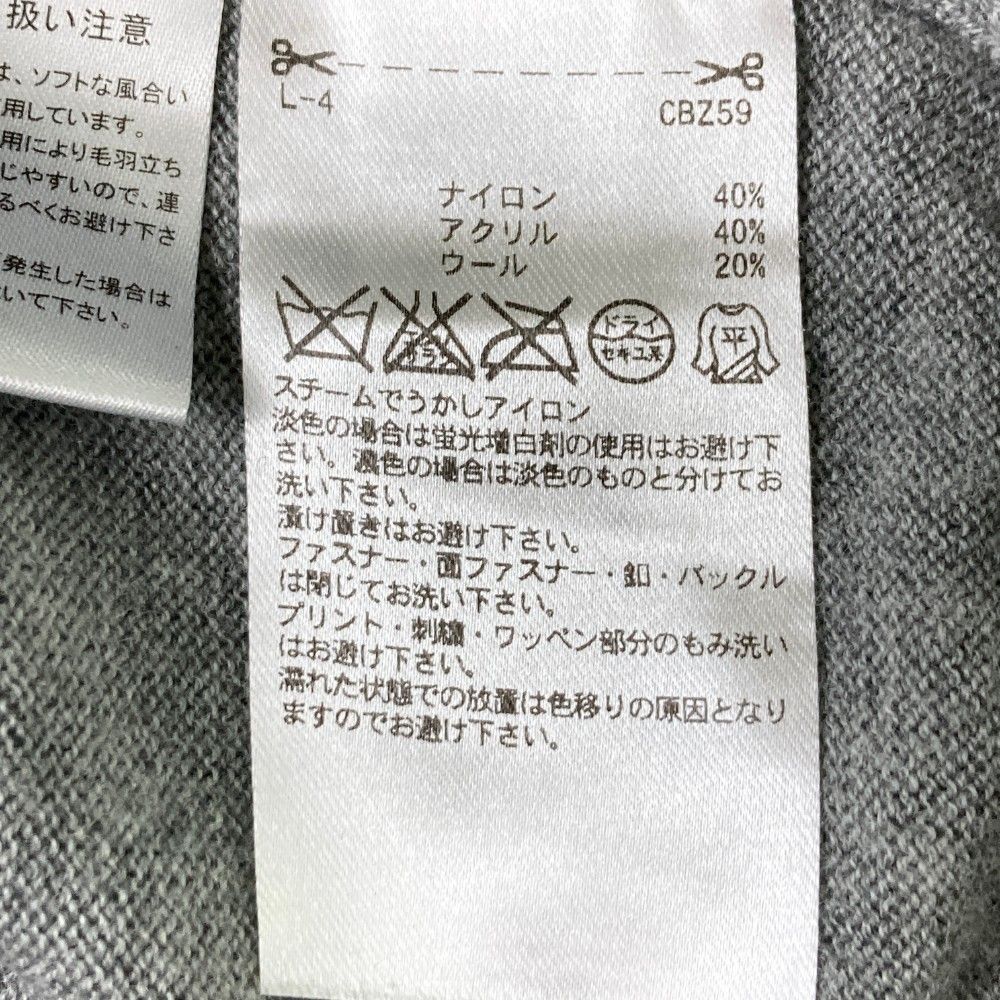 扱い注意
、ソフトな風合い
用しています。
用により毛羽立ち
じやすいので、連
るべくお避け下さ
発生した場合は
いて下さい。
L-4 CBZ59
ナイロン 40%
アクリル 40%
ウール 20%
ドライ
セキユ系
平
スチームでうかしアイロン
淡色の場合は蛍光増白剤の使用はお避け下
さい。濃色の場合は淡色のものと分けてお
洗い下さい。
漬け置きはお避け下さい。
ファスナー・面ファスナー・釦・バックル
は閉じてお洗い下さい。
プリント・刺繍・ワッペン部分のもみ洗い
はお避け下さい。
濡れた状態での放置は色移りの原因となり
ますのでお避け下さい。